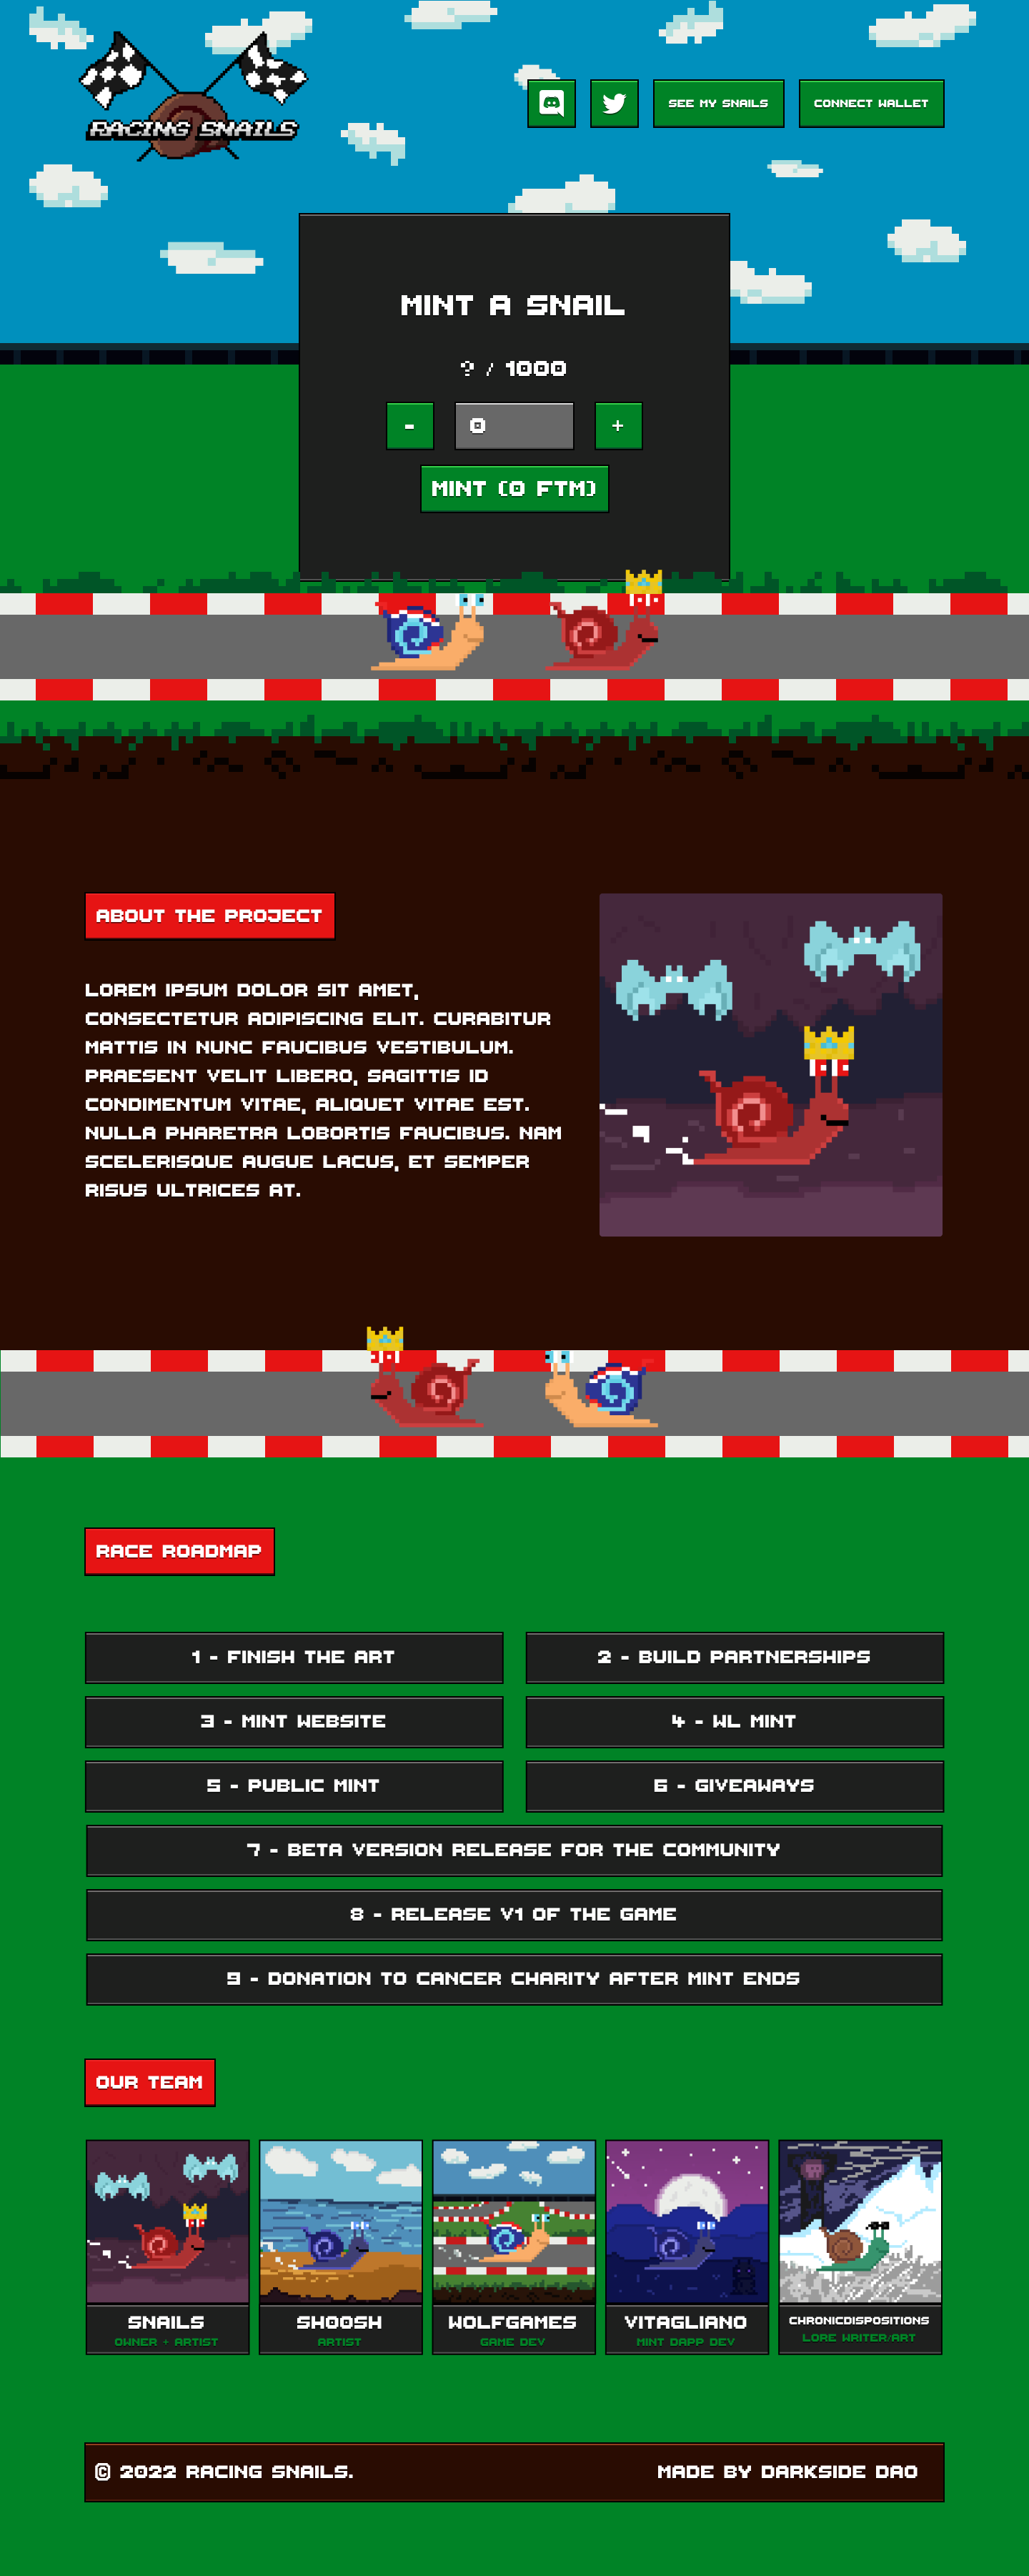 RACING SNAILS
SEE MY SNAILS
CONNECT WALLET
MINT A SNAIL
? / 1000
-
0
+
MINT (0 FTM)
ABOUT THE PROJECT
LOREM IPSUM DOLOR SIT AMET,
CONSECTETUR ADIPISCING ELIT. CURABITUR
MATTIS IN NUNC FAUCIBUS VESTIBULUM.
PRAESENT VELIT LIBERO, SAGITTIS ID
CONDIMENTUM VITAE, ALIQUET VITAE EST.
NULLA PHARETRA LOBORTIS FAUCIBUS. NAM
SCELERISQUE AUGUE LACUS, ET SEMPER
RISUS ULTRICES AT.
RACE ROADMAP
1 - FINISH THE ART
2 - BUILD PARTNERSHIPS
3 - MINT WEBSITE
4 - WL MINT
5 - PUBLIC MINT
6 - GIVEAWAYS
7 - BETA VERSION RELEASE FOR THE COMMUNITY
8 - RELEASE V1 OF THE GAME
9 - DONATION TO CANCER CHARITY AFTER MINT ENDS
OUR TEAM
SNAILS
OWNER + ARTIST
SHOOSH
ARTIST
WOLFGAMES
GAME DEV
VITAGLIANO
MINT DAPP DEV
CHRONICDISPOSITIONS
LORE WRITER/ART
© 2022 RACING SNAILS.
MADE BY DARKSIDE DAO